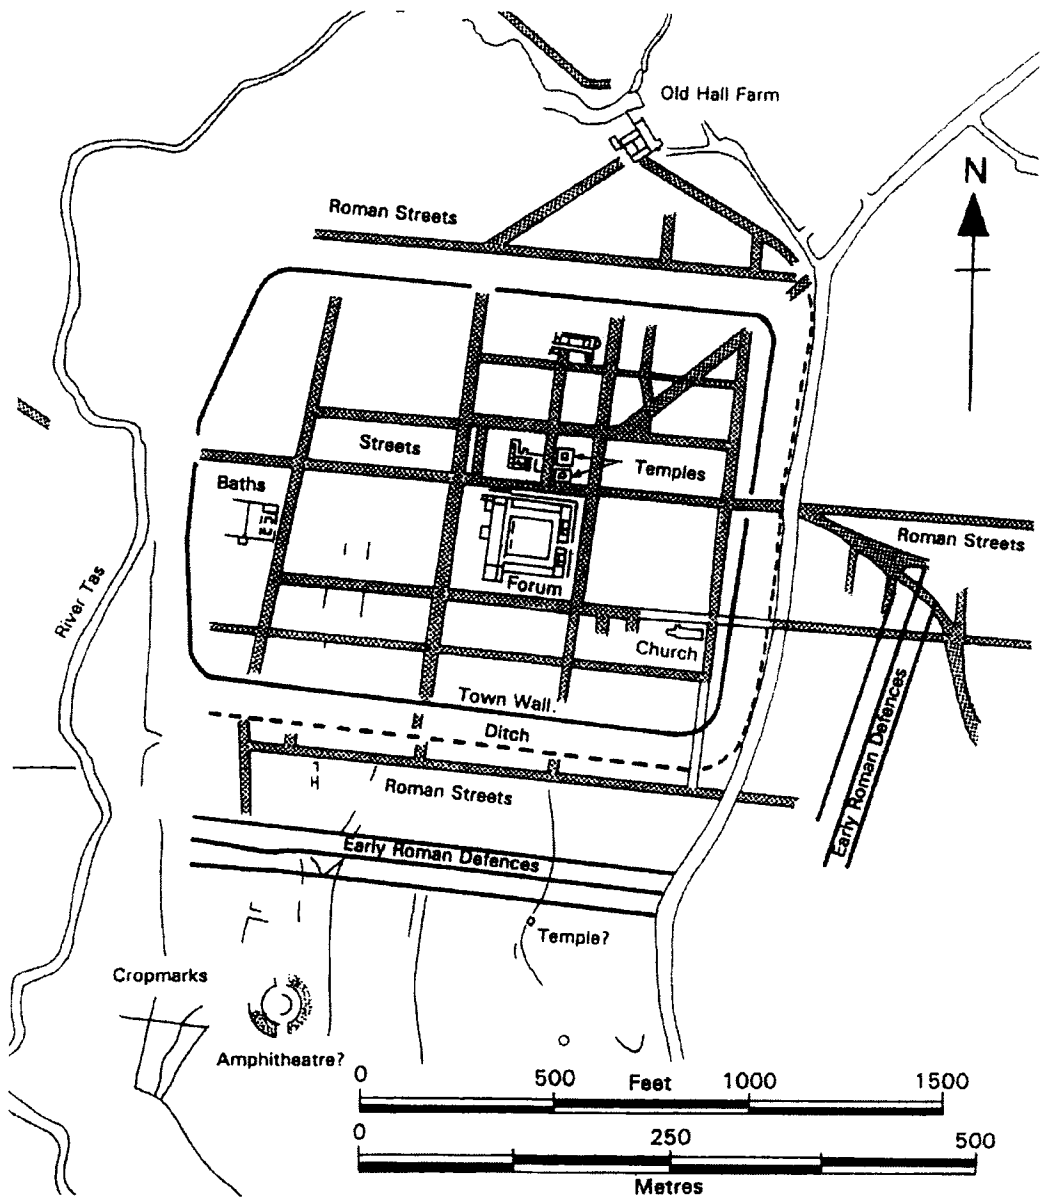 Old Hall Farm
N
Roman Streets
Streets
Temples
Baths
Roman Streets
Forum
River Tas
Church
Town Wall.
Ditch
Early Roman Defences
Roman Streets
Early Roman Defences
Temple?
Cropmarks
Amphitheatre?
0 500 1000 1500
Feet
0 250 500
Metres